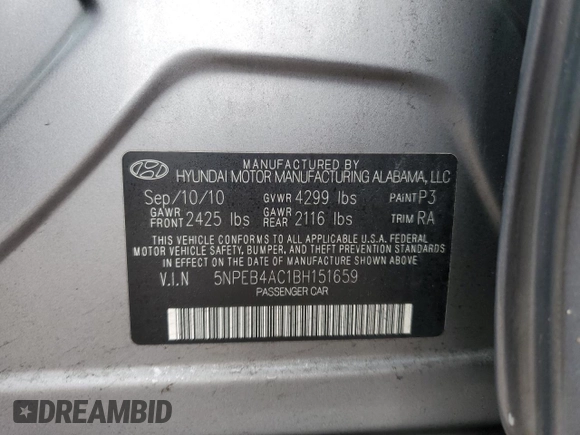 MANUFACTURED BY
HYUNDAI MOTOR MANUFACTURING ALABAMA, LLC
Sep/10/10 GVWR 4299 lbs PAINT P3
GAWR FRONT 2425 lbs GAWR REAR 2116 lbs TRIM RA
THIS VEHICLE CONFORMS TO ALL APPLICABLE U.S.A. FEDERAL
MOTOR VEHICLE SAFETY, BUMPER, AND THEFT PREVENTION
STANDARDS IN EFFECT ON THE DATE OF MANUFACTURE SHOWN ABOVE
V.I.N 5NPEB4AC1BH151659
PASSENGER CAR
DREAMBID